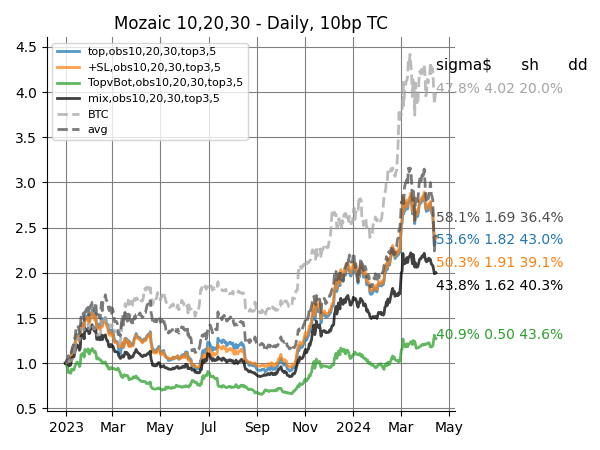 Mozaic 10,20,30 - Daily, 10bp TC
4.5
4.0
3.5
3.0
2.5
2.0
1.5
1.0
0.5
top,obs10,20,30,top3,5
+SL,obs10,20,30,top3,5
TopvBot,obs10,20,30,top3,5
mix,obs10,20,30,top3,5
BTC
avg
sigma$ sh dd
47.8% 4.02 20.0%
58.1% 1.69 36.4%
53.6% 1.82 43.0%
50.3% 1.91 39.1%
43.8% 1.62 40.3%
40.9% 0.50 43.6%
2023 Mar May Jul Sep Nov 2024 Mar May